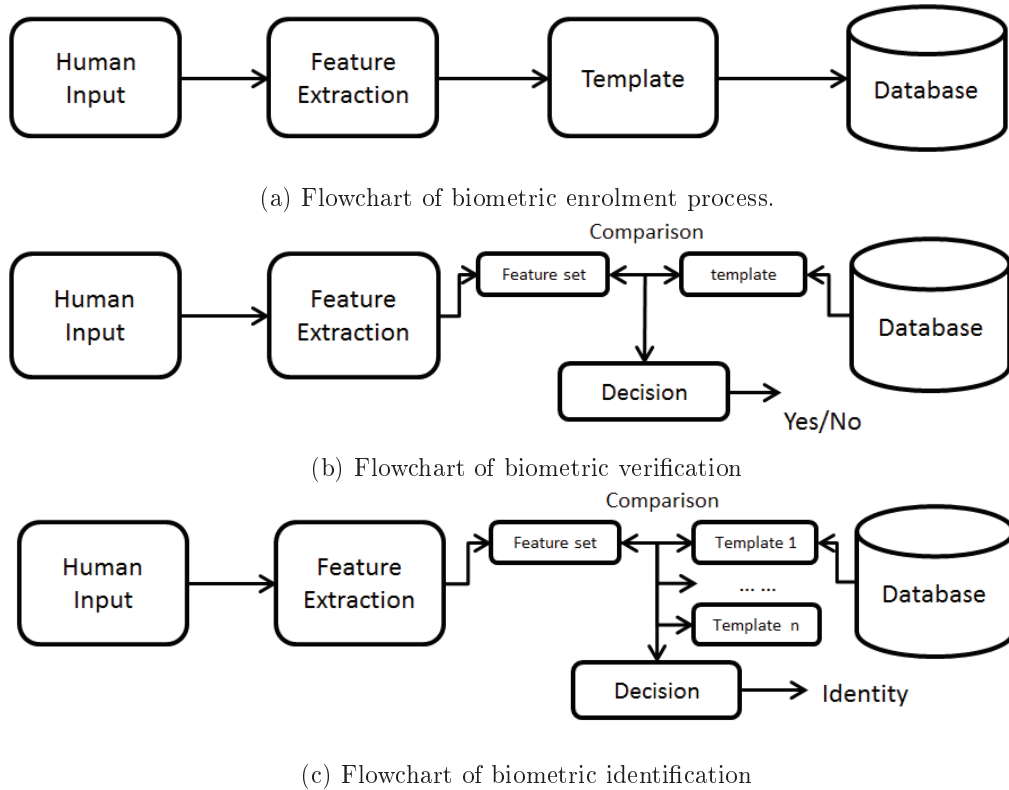 Human
Input
Feature
Extraction
Template
Database
(a) Flowchart of biometric enrolment process.
Comparison
Human
Input
Feature
Extraction
Feature set
template
Database
Decision
Yes/No
(b) Flowchart of biometric verification
Comparison
Human
Input
Feature
Extraction
Feature set
Template 1
... ...
Template n
Database
Decision
Identity
(c) Flowchart of biometric identification